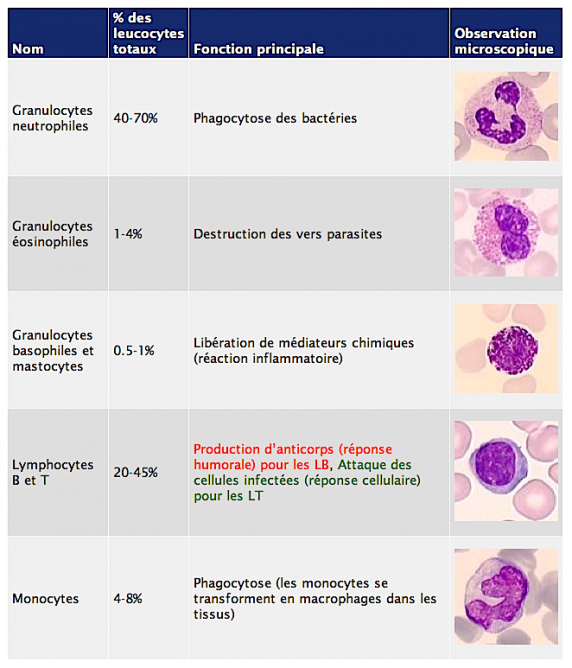 Nom
% des
leucocytes
totaux
Fonction principale
Observation
microscopique
Granulocytes
neutrophiles
40-70%
Phagocytose des bactéries
Granulocytes
éosinophiles
1-4%
Destruction des vers parasites
Granulocytes
basophiles et
mastocytes
0.5-1%
Libération de médiateurs chimiques
(réaction inflammatoire)
Lymphocytes
B et T
20-45%
Production d’anticorps (réponse
humorale) pour les LB, Attaque des
cellules infectées (réponse cellulaire)
pour les LT
Monocytes
4-8%
Phagocytose (les monocytes se
transforment en macrophages dans les
tissus)